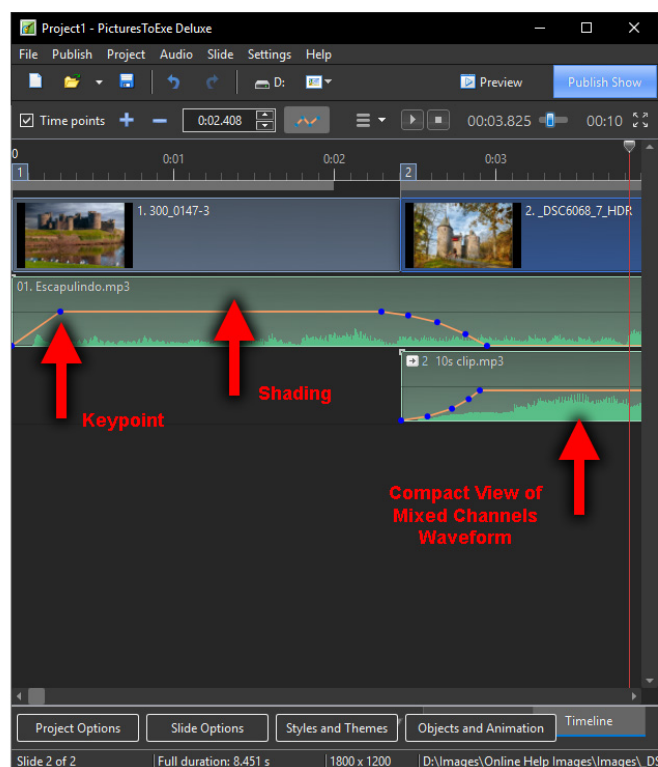 Project1 - PicturesToExe Deluxe
File Publish Project Audio Slide Settings Help
D: Preview Publish Show
Time points 0:02.408 00:03.825 00:10
0 0:01 0:02 0:03
1 2
1. 300_0147-3 2. _DSC6068_7_HDR
01. Escapulindo.mp3
2 10s clip.mp3
Shading
Keypoint
Compact View of
Mixed Channels
Waveform
Project Options Slide Options Styles and Themes Objects and Animation Timeline
Slide 2 of 2 Full duration: 8.451 s 1800 x 1200 D:\Images\Online Help Images\Images\_DS